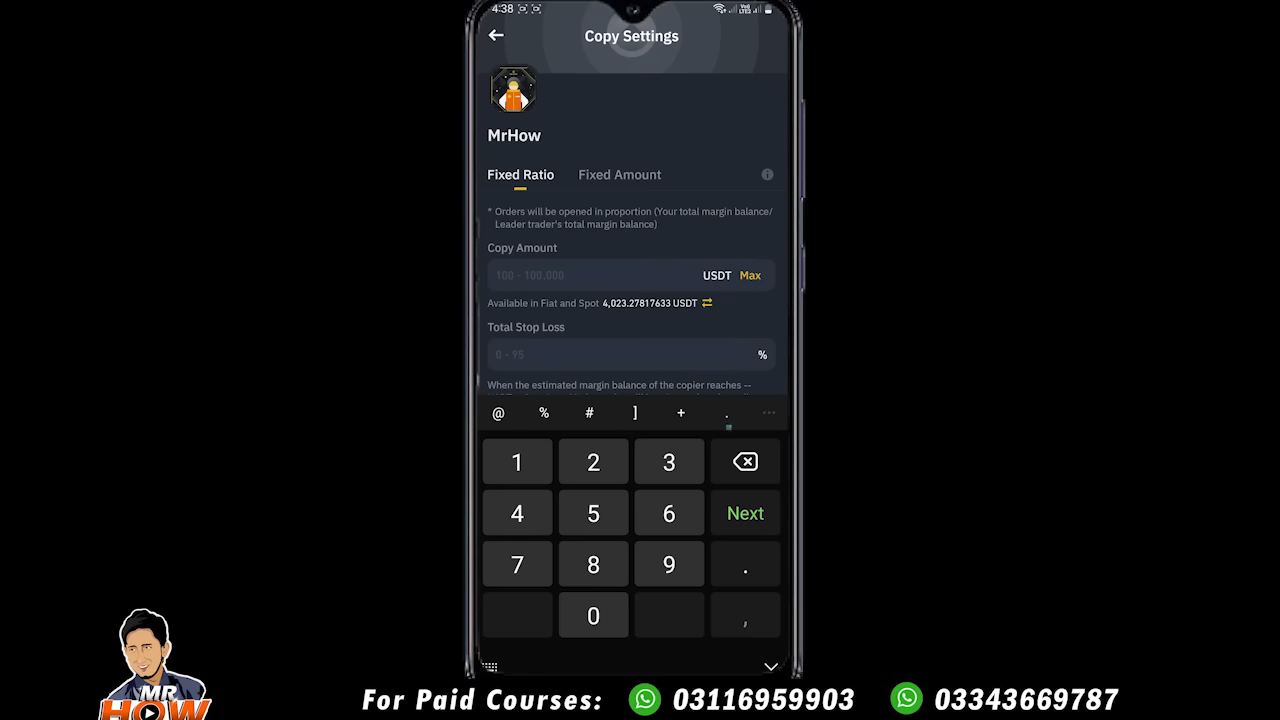 4:38
VoJ
LTE2
Copy Settings
MrHow
Fixed Ratio
Fixed Amount
* Orders will be opened in proportion (Your total margin balance/
Leader trader's total margin balance)
Copy Amount
100 - 100.000
USDT Max
Available in Fiat and Spot 4,023.27817633 USDT
Total Stop Loss
0 - 95
%
When the estimated margin balance of the copier reaches --
@ % # ] + . ···
1 2 3
4 5 6 Next
7 8 9 .
0 ,
MR
HOW
For Paid Courses: 03116959903 03343669787